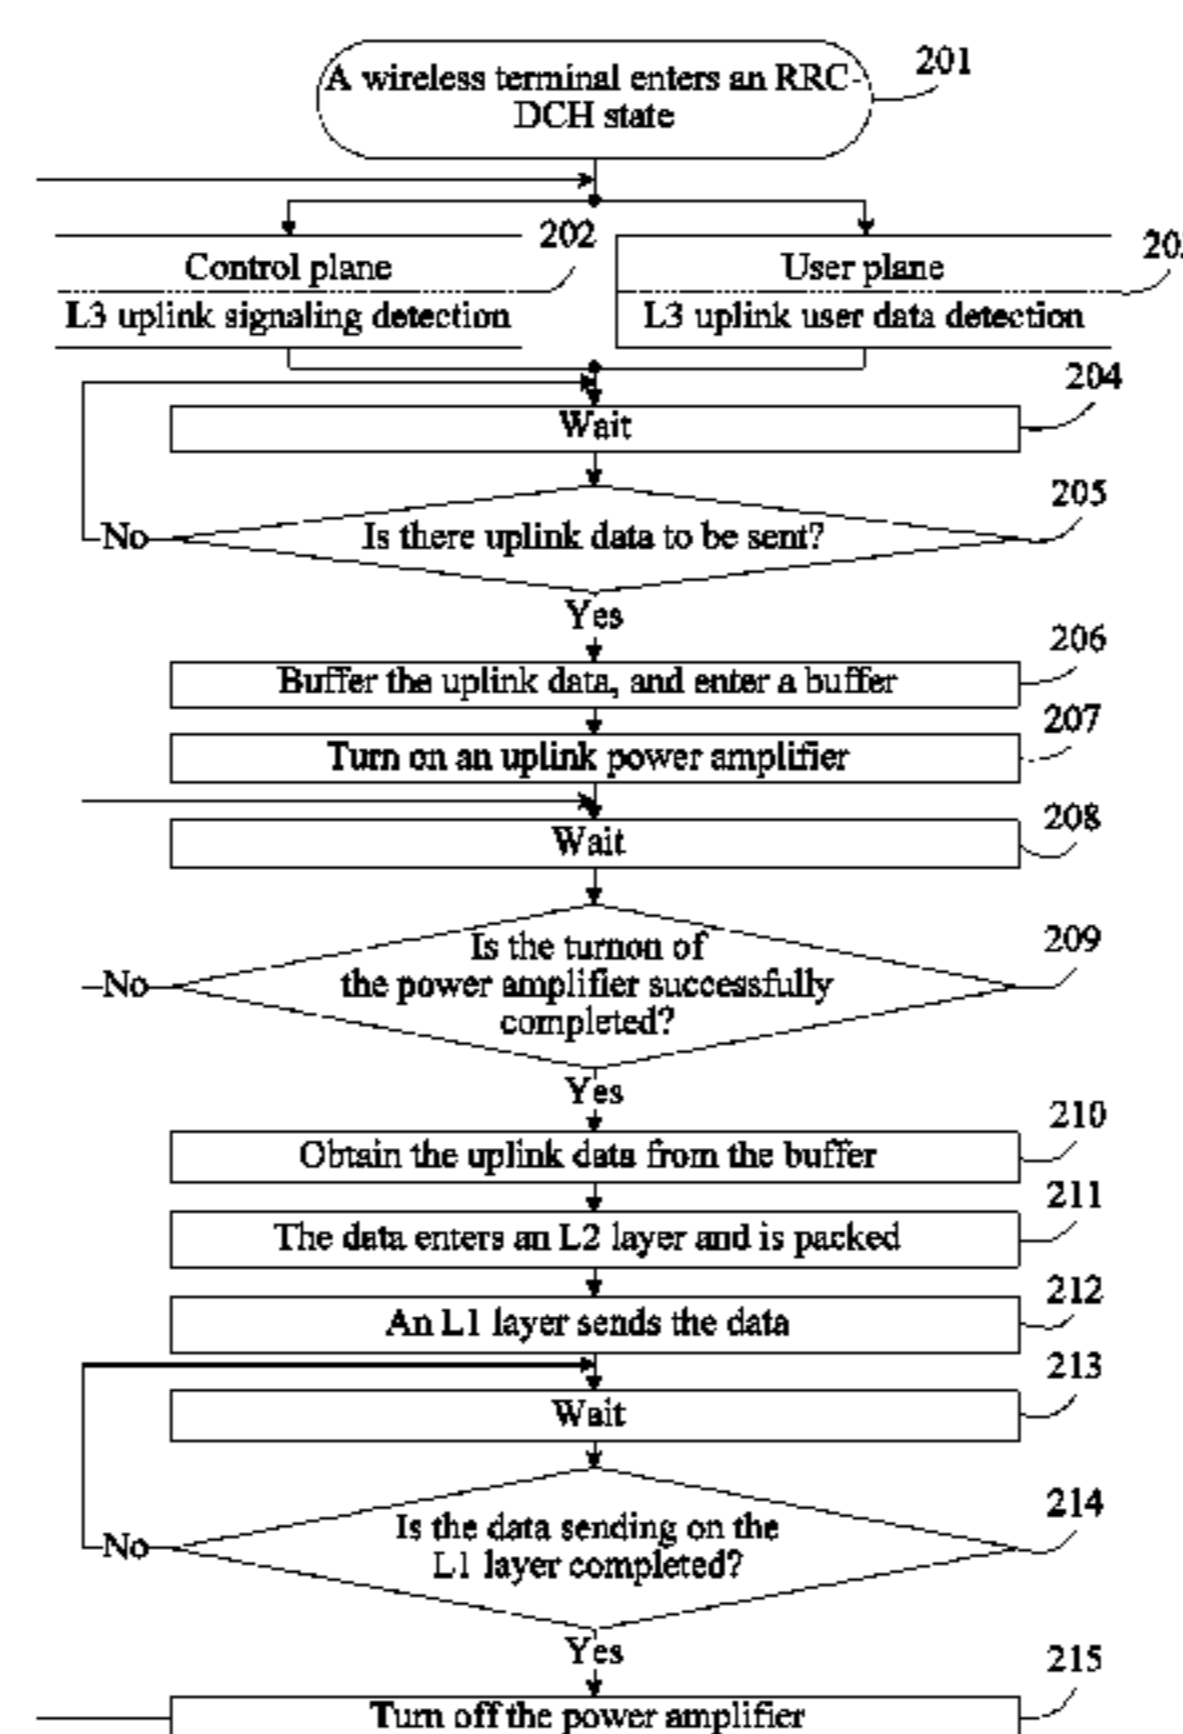 A wireless terminal enters an RRC-
DCH state
201
Control plane
202
L3 uplink signaling detection
User plane
L3 uplink user data detection
204
Wait
205
Is there uplink data to be sent?
No
Yes
206
Buffer the uplink data, and enter a buffer
207
Turn on an uplink power amplifier
208
Wait
209
Is the turnon of
the power amplifier successfully
completed?
No
Yes
210
Obtain the uplink data from the buffer
211
The data enters an L2 layer and is packed
212
An L1 layer sends the data
213
Wait
214
Is the data sending on the
L1 layer completed?
No
Yes
215
Turn off the power amplifier